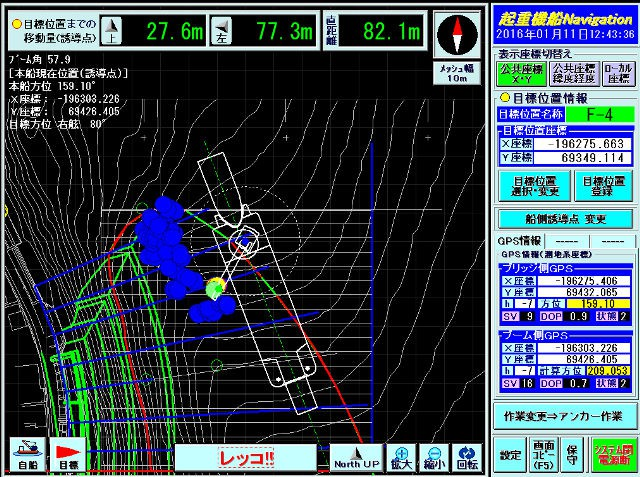 目標位置までの
移動量(誘導点)
上
27.6m
左
77.3m
直距離
82.1m
メッシュ幅
10m
ブーム角 57.9
[本船現在位置(誘導点)]
本船方位 159.10°
X座標: -196303.226
Y座標: 69426.405
目標方位 右舷 80°
起重機船Navigation
2016年01月11日12:43:36
表示座標切替え
公共座標
X・Y
公共座標
緯度経度
ローカル
座標
目標位置情報
目標位置名称
F-4
目標位置座標
X座標 -196275.663
Y座標 69349.114
目標位置
選択・変更
目標位置
登録
船側誘導点 変更
GPS情報 ----- -----
GPS情報(測地系座標)
ブリッジ側GPS
X座標 -196275.406
Y座標 69432.065
h -7 方位 159.10
SV 9 DOP 0.9 状態 2
ブーム側GPS
X座標 -196303.226
Y座標 69426.405
h -7 計算方位 209.053
SV 16 DOP 0.7 状態 2
作業変更⇒アンカー作業
自船
目標
レッコ!!
North UP
拡大
縮小
回転
設定
画面
コピー
(F5)
保守
システム
電源断